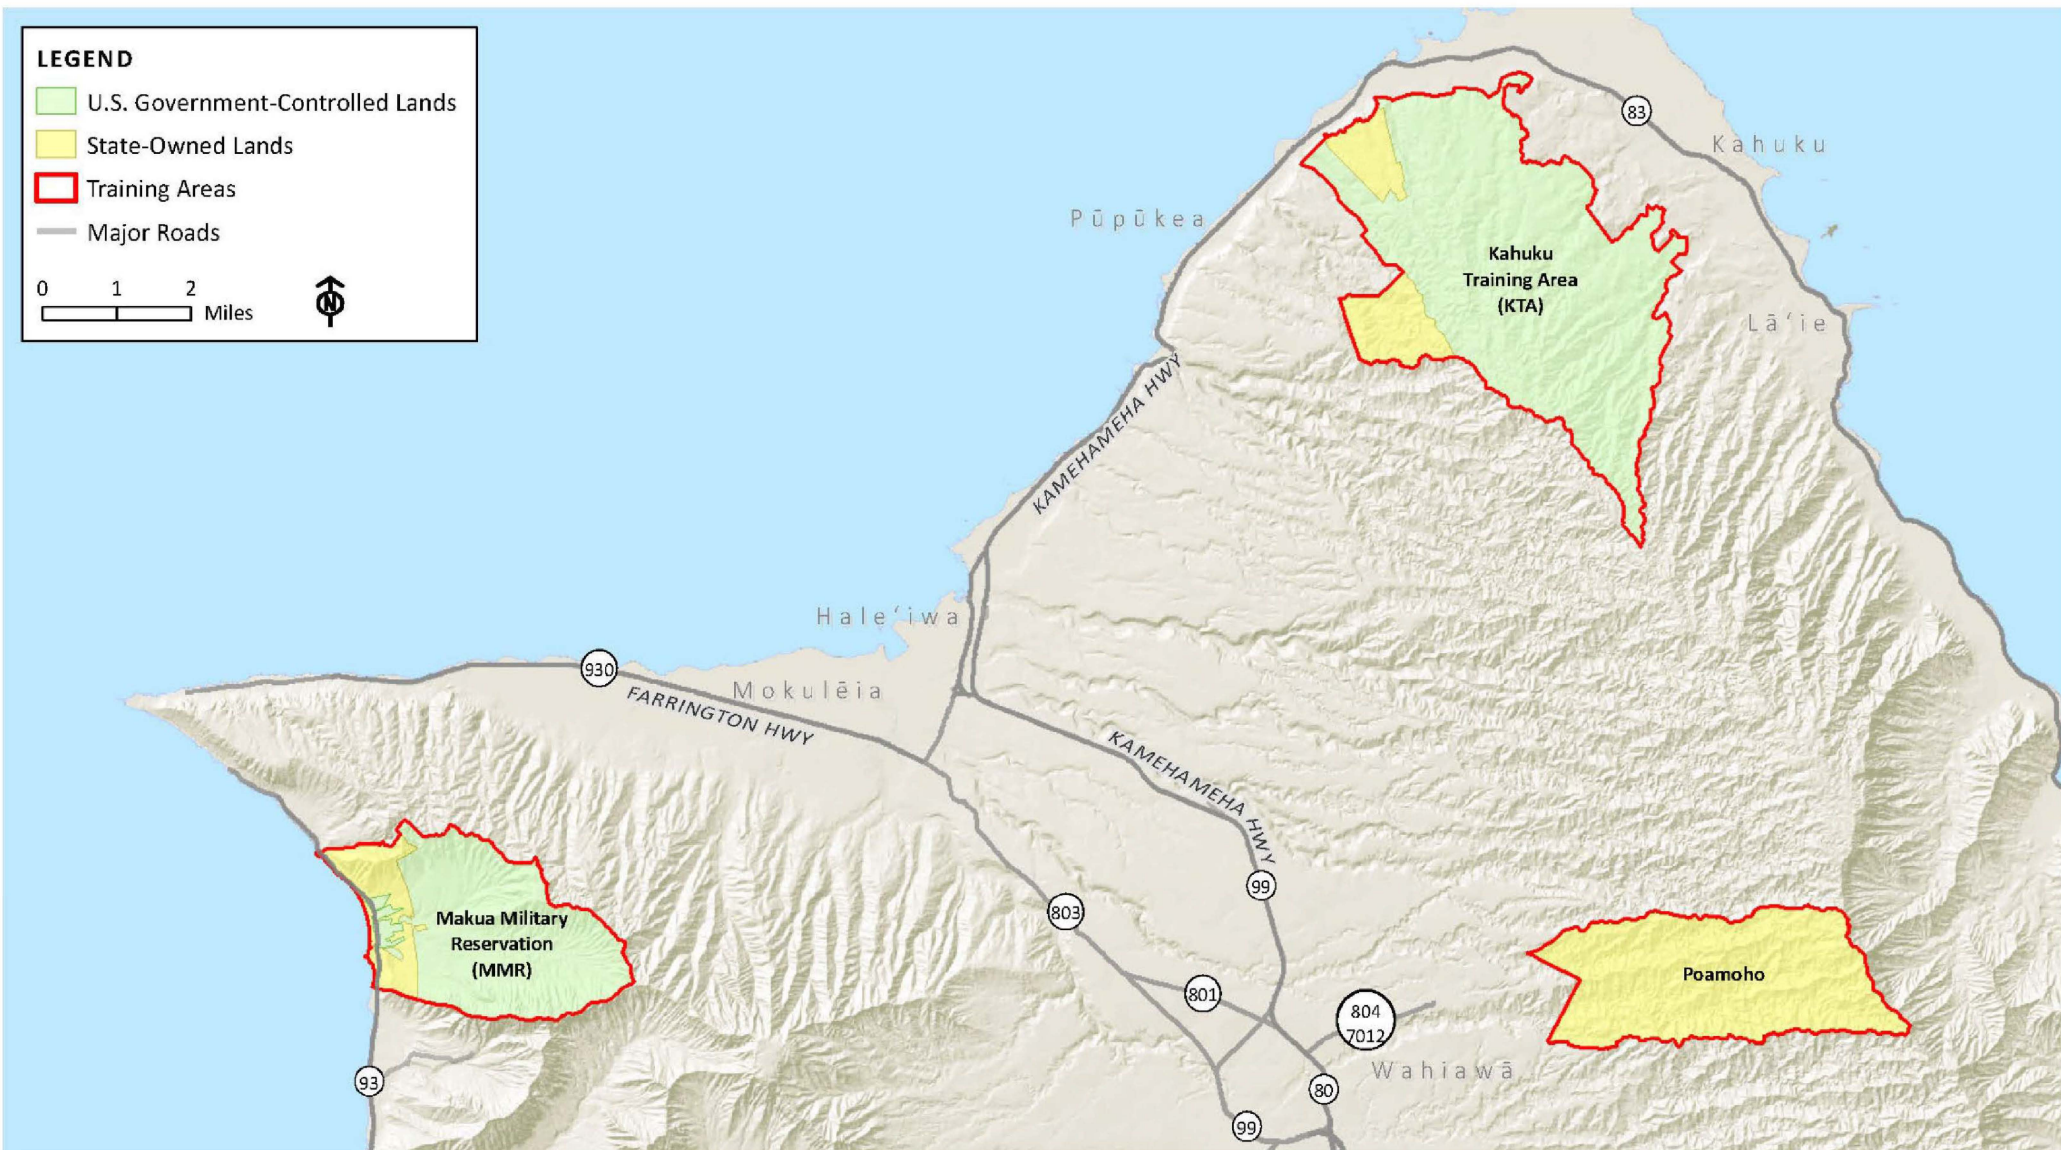 LEGEND
U.S. Government-Controlled Lands
State-Owned Lands
Training Areas
Major Roads
0 1 2
Miles
N
83
Kahuku
Pūpūkea
Kahuku
Training Area
(KTA)
Lāʻie
KAMEHAMEHA HWY
Haleʻiwa
930
Mokulēia
FARRINGTON HWY
KAMEHAMEHA HWY
99
803
Makua Military
Reservation
(MMR)
Poamoho
801
804
7012
Wahiawā
93
80
99